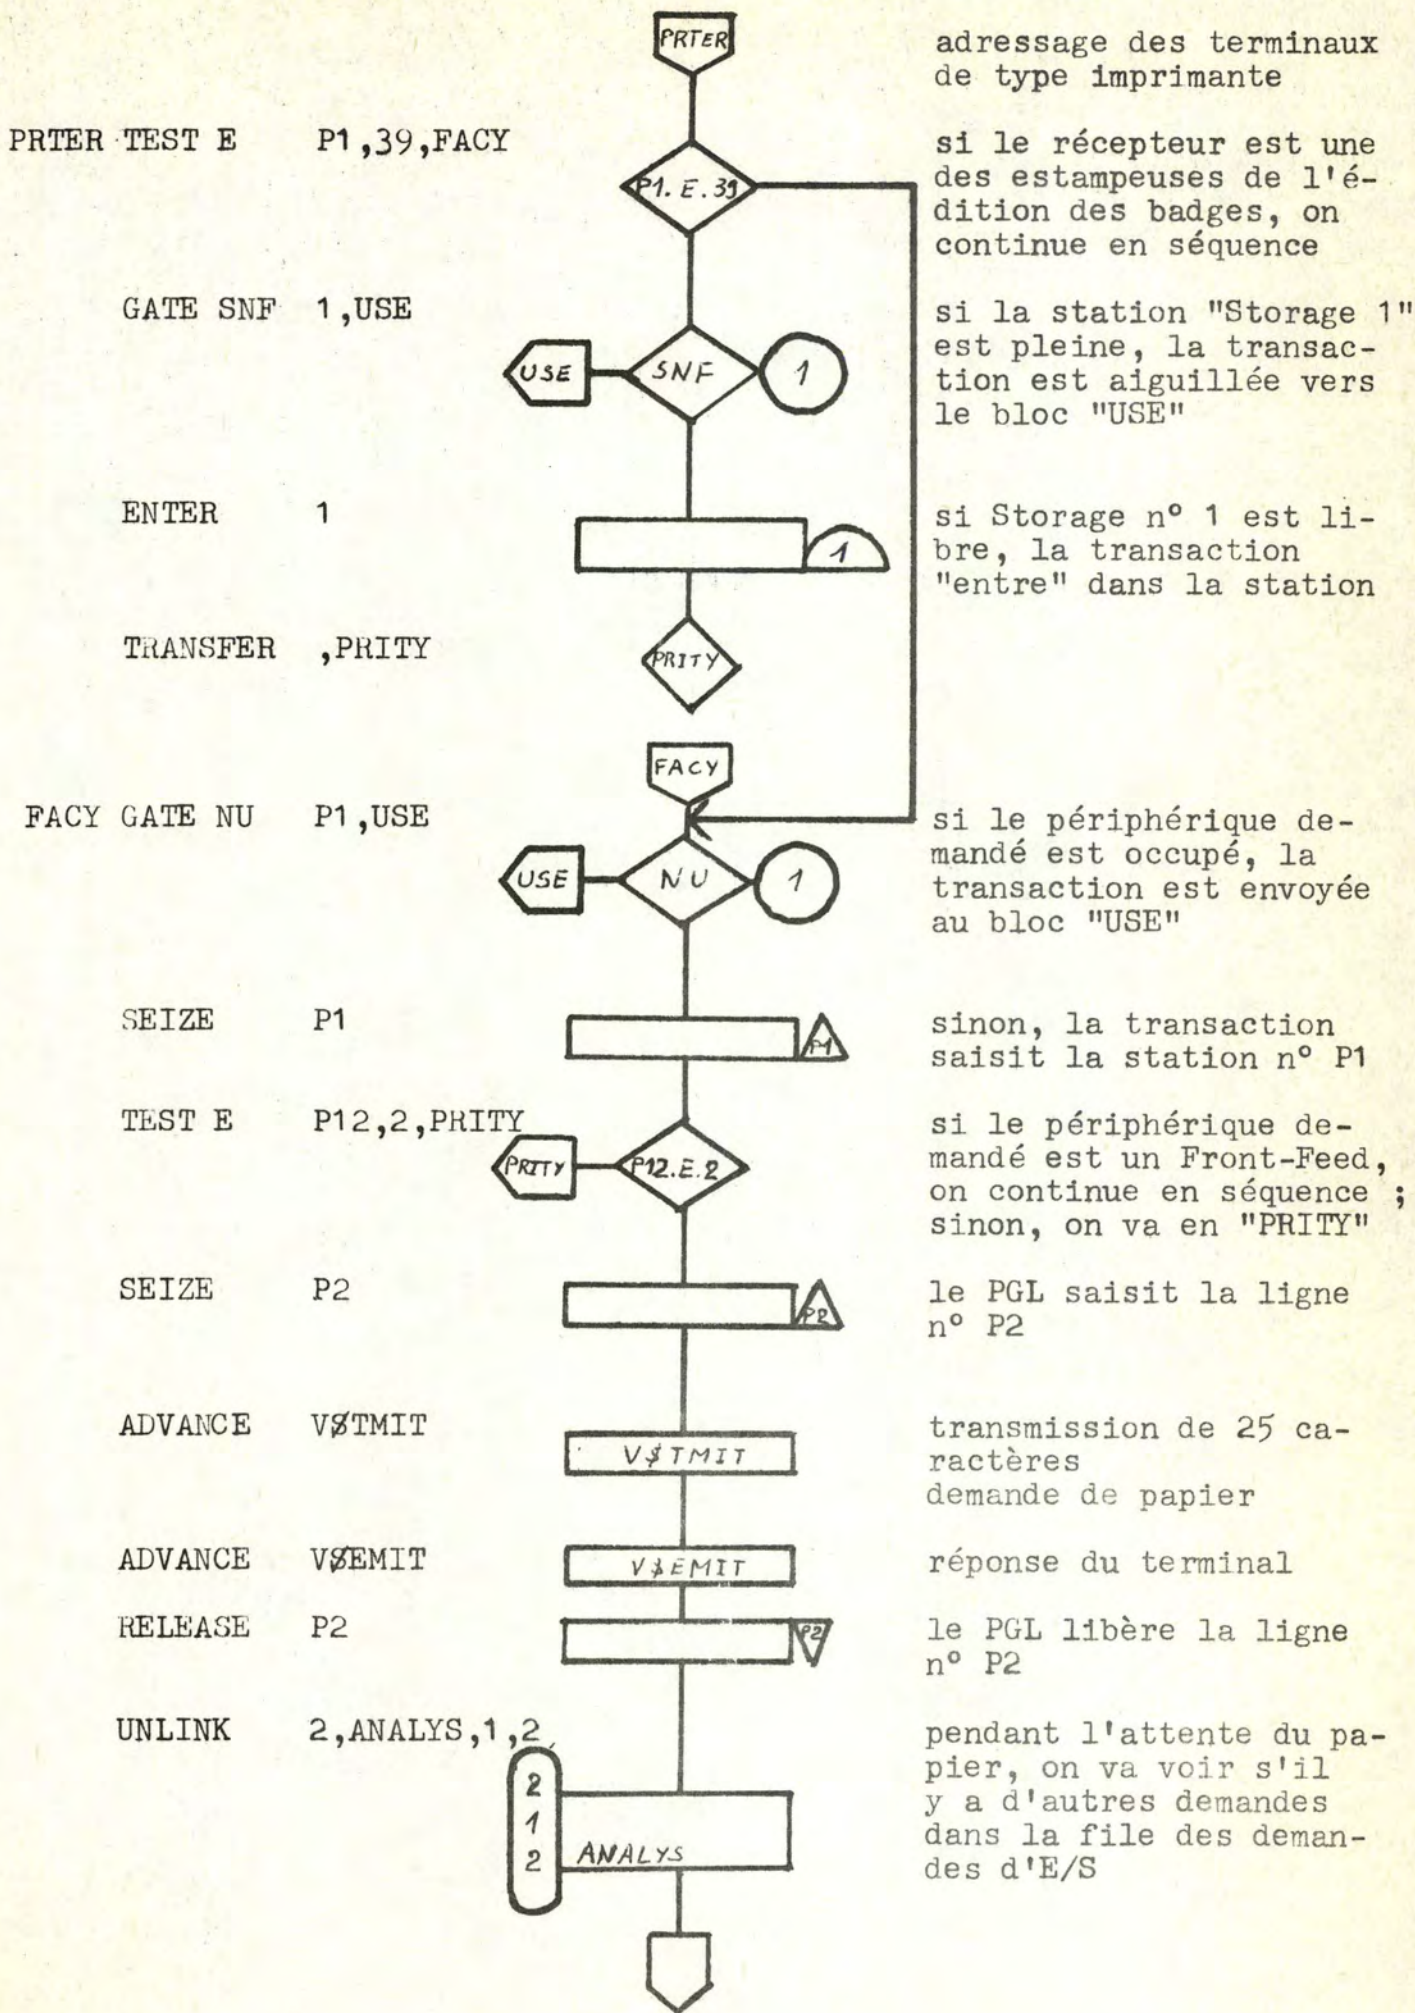 PRTER
adressage des terminaux
de type imprimante
PRTER TEST E P1,39,FACY
P1.E.39
si le récepteur est une
des estampeuses de l'é-
dition des badges, on
continue en séquence
GATE SNF 1,USE
USE SNF 1
si la station "Storage 1"
est pleine, la transac-
tion est aiguillée vers
le bloc "USE"
ENTER 1
1
si Storage n° 1 est li-
bre, la transaction
"entre" dans la station
TRANSFER ,PRITY
PRITY
FACY
FACY GATE NU P1,USE
USE NU 1
si le périphérique de-
mandé est occupé, la
transaction est envoyée
au bloc "USE"
SEIZE P1
P1
sinon, la transaction
saisit la station n° P1
TEST E P12,2,PRITY
PRITY P12.E.2
si le périphérique de-
mandé est un Front-Feed,
on continue en séquence ;
sinon, on va en "PRITY"
SEIZE P2
P2
le PGL saisit la ligne
n° P2
ADVANCE V$TMIT
V$TMIT
transmission de 25 ca-
ractères
demande de papier
ADVANCE V$EMIT
V$EMIT
réponse du terminal
RELEASE P2
P2
le PGL libère la ligne
n° P2
UNLINK 2,ANALYS,1,2
2
1
2 ANALYS
pendant l'attente du pa-
pier, on va voir s'il
y a d'autres demandes
dans la file des deman-
des d'E/S